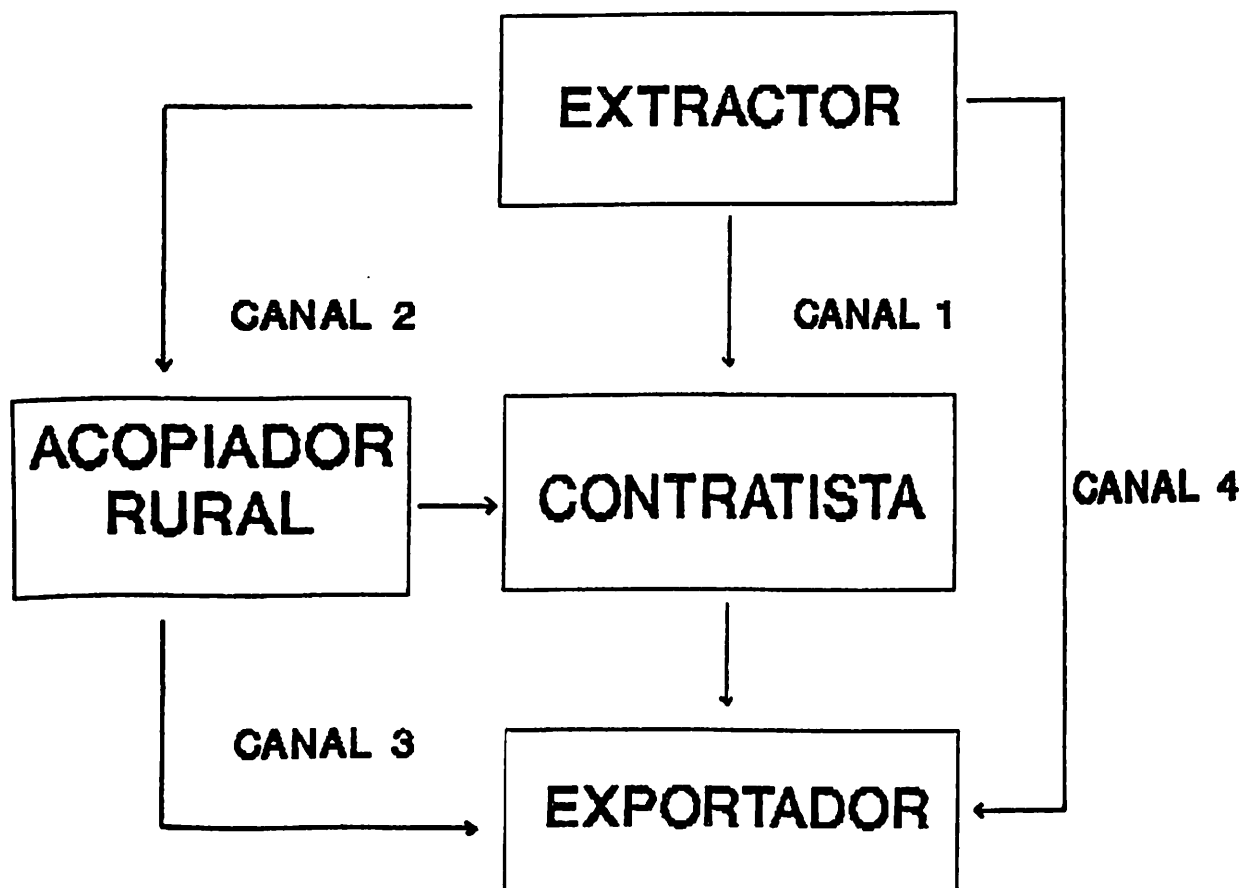 EXTRACTOR
CANAL 2
CANAL 1
ACOPIADOR
RURAL
CONTRATISTA
CANAL 4
CANAL 3
EXPORTADOR